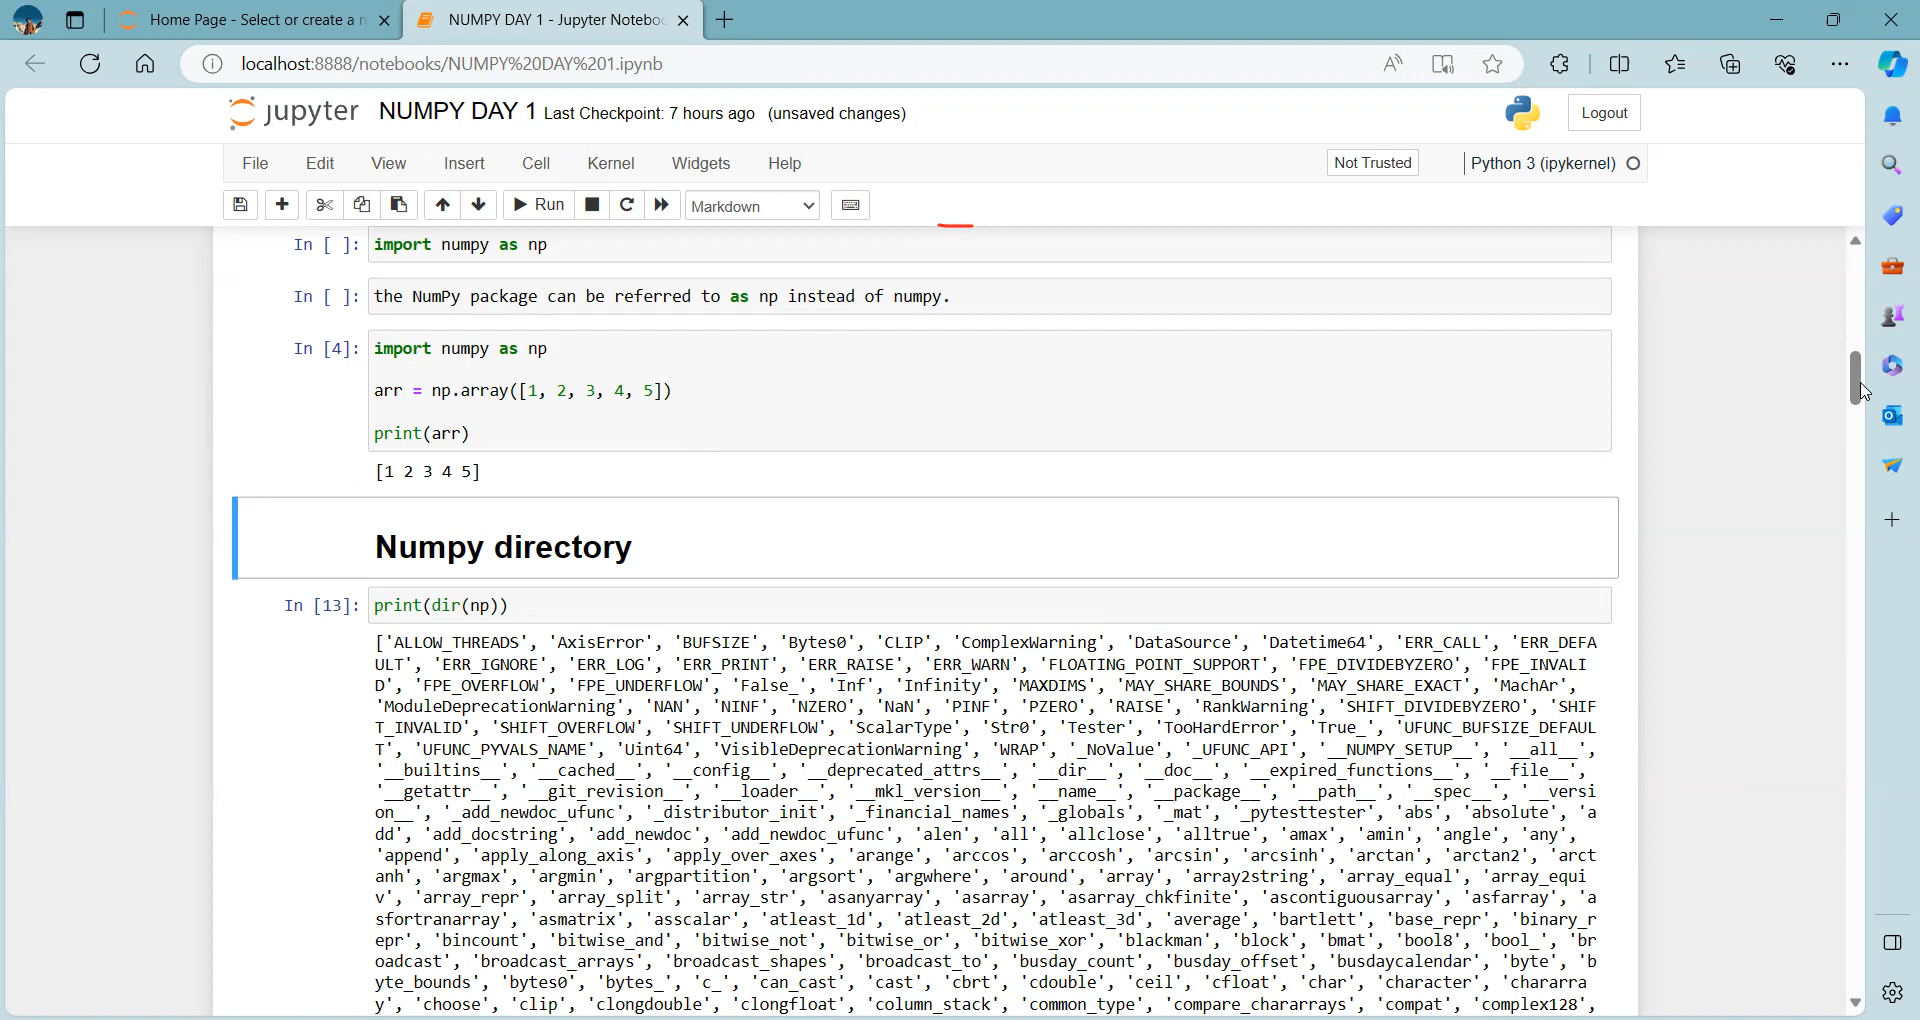 Home Page - Select or create a n
NUMPY DAY 1 - Jupyter Noteboo
localhost:8888/notebooks/NUMPY%20DAY%201.ipynb
jupyter NUMPY DAY 1 Last Checkpoint: 7 hours ago (unsaved changes)
Logout
File Edit View Insert Cell Kernel Widgets Help
Not Trusted
Python 3 (ipykernel)
Run
Markdown
In [ ]: import numpy as np
In [ ]: the NumPy package can be referred to as np instead of numpy.
In [4]: import numpy as np
arr = np.array([1, 2, 3, 4, 5])
print(arr)
[1 2 3 4 5]
Numpy directory
In [13]: print(dir(np))
['ALLOW_THREADS', 'AxisError', 'BUFSIZE', 'Bytes0', 'CLIP', 'ComplexWarning', 'DataSource', 'Datetime64', 'ERR_CALL', 'ERR_DEFA
ULT', 'ERR_IGNORE', 'ERR_LOG', 'ERR_PRINT', 'ERR_RAISE', 'ERR_WARN', 'FLOATING_POINT_SUPPORT', 'FPE_DIVIDEBYZERO', 'FPE_INVALI
D', 'FPE_OVERFLOW', 'FPE_UNDERFLOW', 'False_', 'Inf', 'Infinity', 'MAXDIMS', 'MAY_SHARE_BOUNDS', 'MAY_SHARE_EXACT', 'MachAr',
'ModuleDeprecationWarning', 'NAN', 'NINF', 'NZERO', 'NaN', 'PINF', 'PZERO', 'RAISE', 'RankWarning', 'SHIFT_DIVIDEBYZERO', 'SHIF
T_INVALID', 'SHIFT_OVERFLOW', 'SHIFT_UNDERFLOW', 'ScalarType', 'Str0', 'Tester', 'TooHardError', 'True_', 'UFUNC_BUFSIZE_DEFAUL
T', 'UFUNC_PYVALS_NAME', 'Uint64', 'VisibleDeprecationWarning', 'WRAP', '_NoValue', '_UFUNC_API', '__NUMPY_SETUP__', '__all__',
'__builtins__', '__cached__', '__config__', '__deprecated_attrs__', '__dir__', '__doc__', '__expired_functions__', '__file__',
'__getattr__', '__git_revision__', '__loader__', '__mkl_version__', '__name__', '__package__', '__path__', '__spec__', '__versi
on__', '_add_newdoc_ufunc', '_distributor_init', '_financial_names', '_globals', '_mat', '_pytesttester', 'abs', 'absolute', 'a
dd', 'add_docstring', 'add_newdoc', 'add_newdoc_ufunc', 'alen', 'all', 'allclose', 'alltrue', 'amax', 'amin', 'angle', 'any',
'append', 'apply_along_axis', 'apply_over_axes', 'arange', 'arccos', 'arccosh', 'arcsin', 'arcsinh', 'arctan', 'arctan2', 'arct
anh', 'argmax', 'argmin', 'argpartition', 'argsort', 'argwhere', 'around', 'array', 'array2string', 'array_equal', 'array_equi
v', 'array_repr', 'array_split', 'array_str', 'asanyarray', 'asarray', 'asarray_chkfinite', 'ascontiguousarray', 'asfarray', 'a
sfortranarray', 'asmatrix', 'asscalar', 'atleast_1d', 'atleast_2d', 'atleast_3d', 'average', 'bartlett', 'base_repr', 'binary_r
epr', 'bincount', 'bitwise_and', 'bitwise_not', 'bitwise_or', 'bitwise_xor', 'blackman', 'block', 'bmat', 'bool8', 'bool_', 'br
oadcast', 'broadcast_arrays', 'broadcast_shapes', 'broadcast_to', 'busday_count', 'busday_offset', 'busdaycalendar', 'byte', 'b
yte_bounds', 'bytes0', 'bytes_', 'c_', 'can_cast', 'cast', 'cbrt', 'cdouble', 'ceil', 'cfloat', 'char', 'character', 'chararra
y', 'choose', 'clip', 'clongdouble', 'clongfloat', 'column_stack', 'common_type', 'compare_chararrays', 'compat', 'complex128',